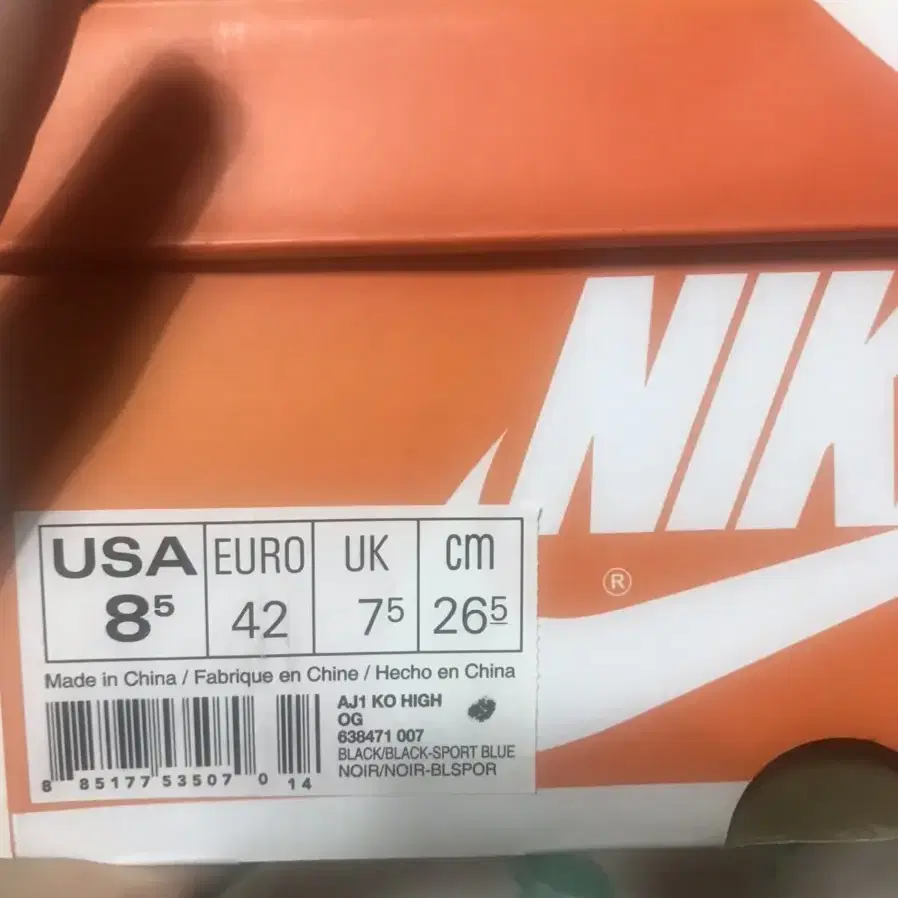 NIK
®
USA EURO UK cm
8⁵ 42 7⁵ 26⁵
Made in China / Fabrique en Chine / Hecho en China
AJ1 KO HIGH
OG
638471 007
BLACK/BLACK-SPORT BLUE
NOIR/NOIR-BLSPOR
8 85177 53507 0 14